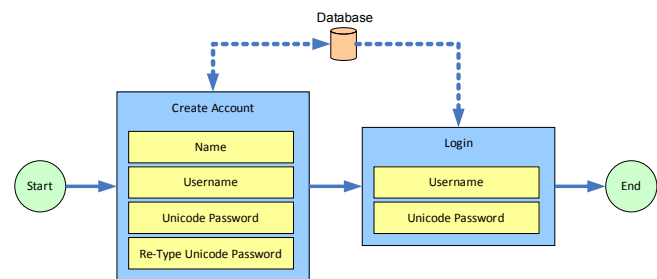 Database
Create Account
Name
Username
Unicode Password
Re-Type Unicode Password
Login
Username
Unicode Password
Start
End